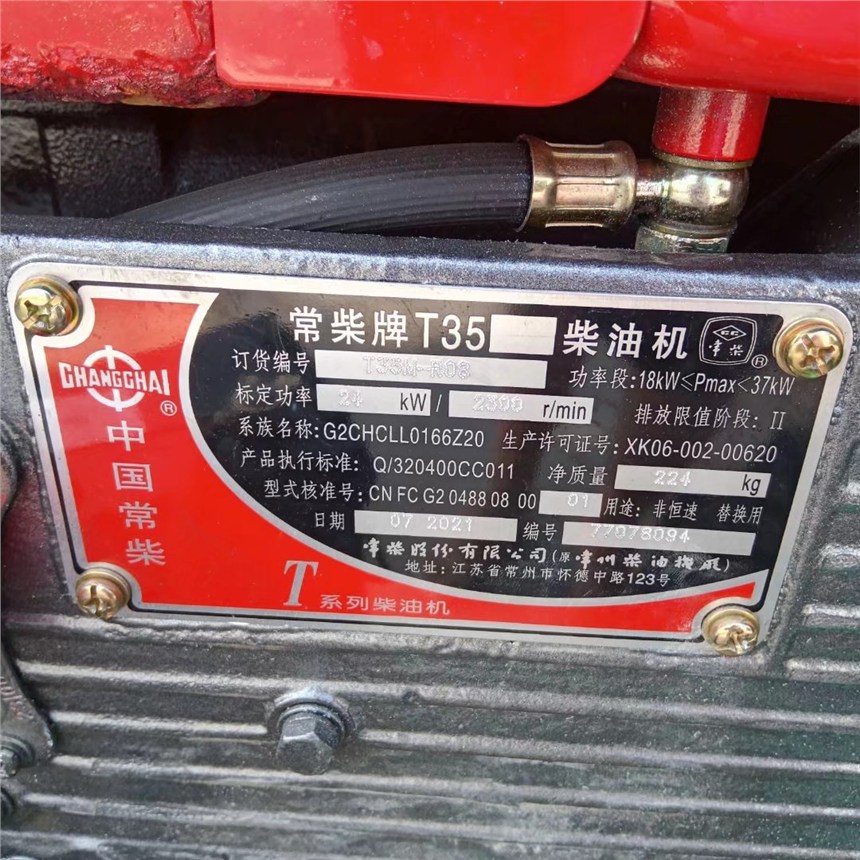 常柴牌T35 柴油机 常柴 ®
订货编号 T35M-R08 功率段:18kW<Pmax<37kW
标定功率 24 kW/ 2300 r/min 排放限值阶段: II
系族名称:G2CHCLL0166Z20 生产许可证号: XK06-002-00620
产品执行标准: Q/320400CC011 净质量 224 kg
型式核准号: CN FC G2 0488 08 00 01 用途: 非恒速 替换用
日期 07 2021 编号 77078094
常柴股份有限公司(原常州柴油机厂)
地址:江苏省常州市怀德中路123号
CHANGCHAI ®
中国常柴
T 系列柴油机